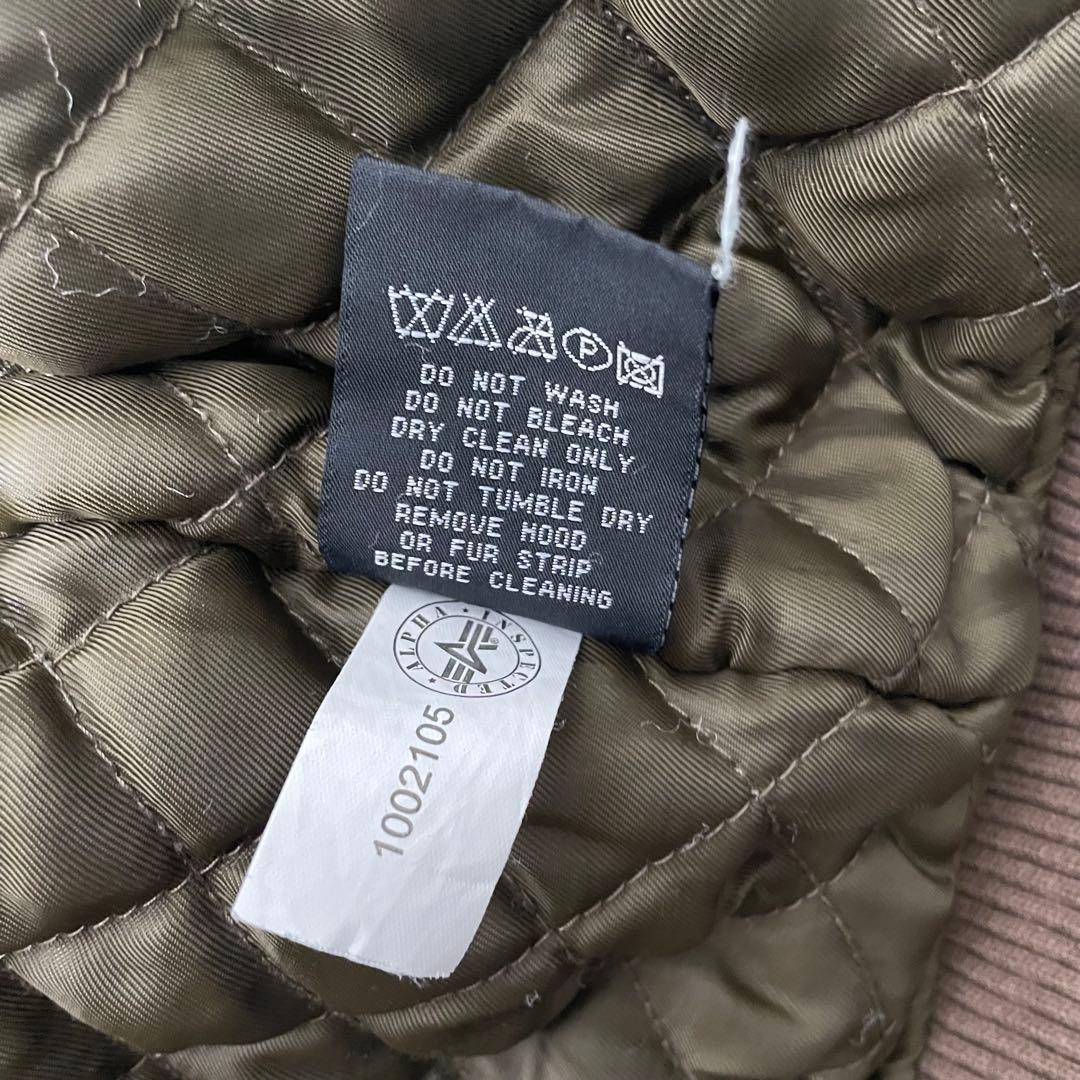 P
DO NOT WASH
DO NOT BLEACH
DRY CLEAN ONLY
DO NOT IRON
DO NOT TUMBLE DRY
REMOVE HOOD
OR FUR STRIP
BEFORE CLEANING
ALPHA ★ INSPECTED ★
®
1002105